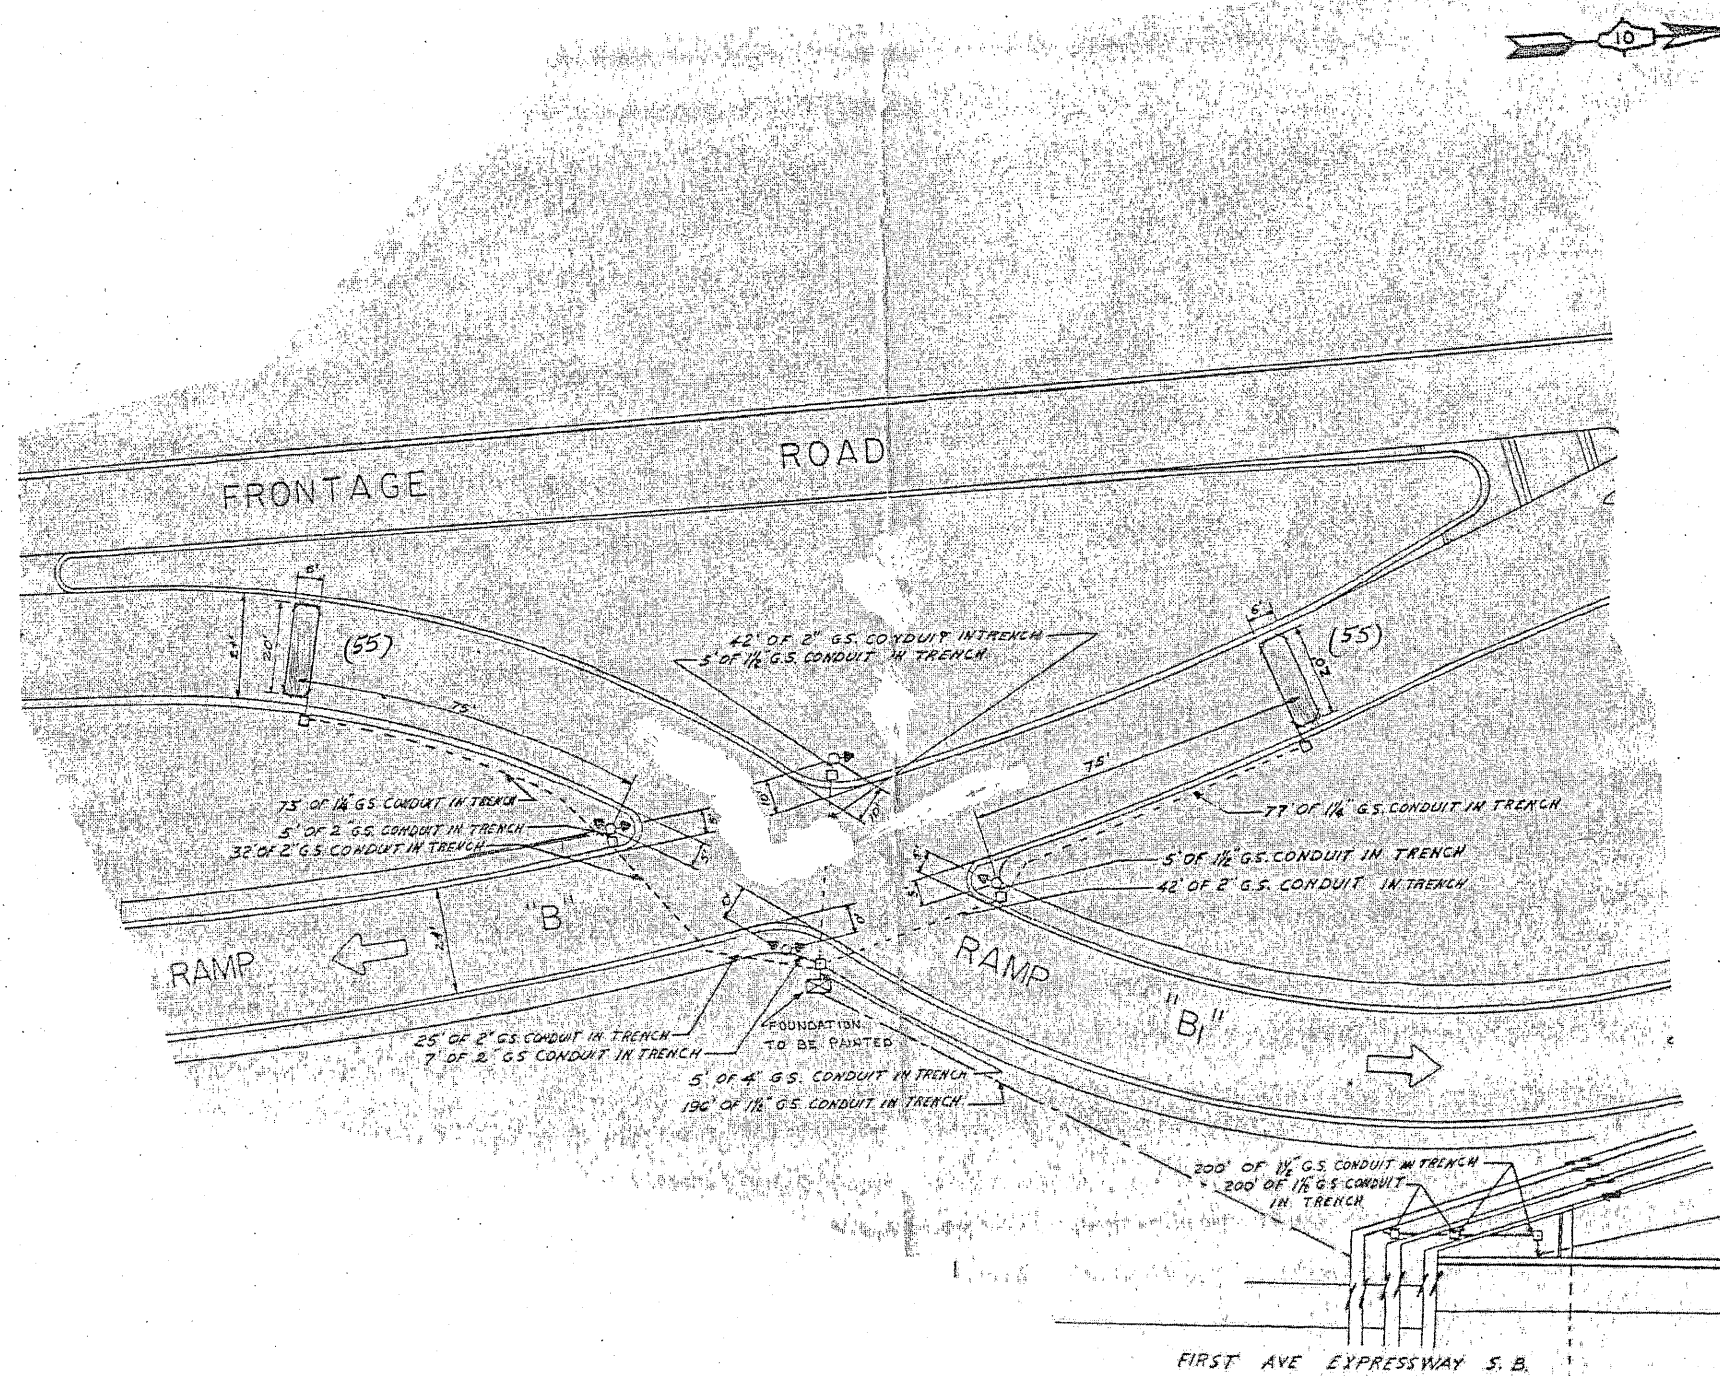 10
FRONTAGE ROAD
6'
24'
20'
(55)
42' OF 2" G.S. CONDUIT IN TRENCH
5' OF 1½" G.S. CONDUIT IN TRENCH
6'
(55)
20'
75'
75'
10'
10'
73' OF 1¼" G.S. CONDUIT IN TRENCH
5' OF 2" G.S. CONDUIT IN TRENCH
32' OF 2" G.S. CONDUIT IN TRENCH
5'
77' OF 1¼" G.S. CONDUIT IN TRENCH
5' OF 1½" G.S. CONDUIT IN TRENCH
42' OF 2" G.S. CONDUIT IN TRENCH
RAMP "B"
24'
RAMP "B1"
25' OF 2" G.S. CONDUIT IN TRENCH
7' OF 2" G.S. CONDUIT IN TRENCH
FOUNDATION
TO BE PAINTED
5' OF 4" G.S. CONDUIT IN TRENCH
196' OF 1½" G.S. CONDUIT IN TRENCH
200' OF 1½" G.S. CONDUIT IN TRENCH
200' OF 1½" G.S. CONDUIT
IN TRENCH
FIRST AVE EXPRESSWAY S.B.